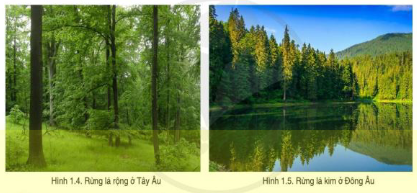 Hình 1.4. Rừng lá rộng ở Tây Âu
Hình 1.5. Rừng lá kim ở Đông Âu